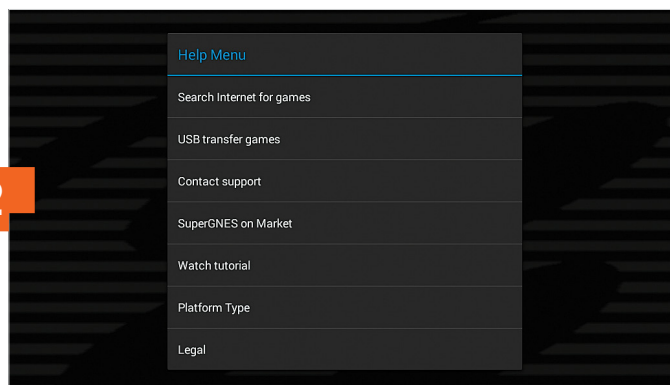 Help Menu
Search Internet for games
USB transfer games
Contact support
SuperGNES on Market
Watch tutorial
Platform Type
Legal